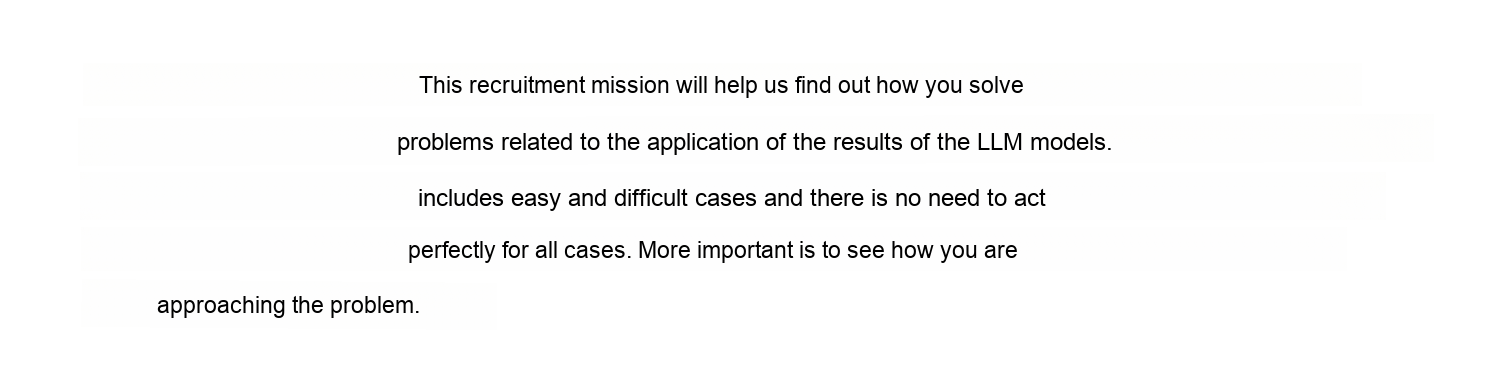 This recruitment mission will help us find out how you solve
problems related to the application of the results of the LLM models.
includes easy and difficult cases and there is no need to act
perfectly for all cases. More important is to see how you are
approaching the problem.